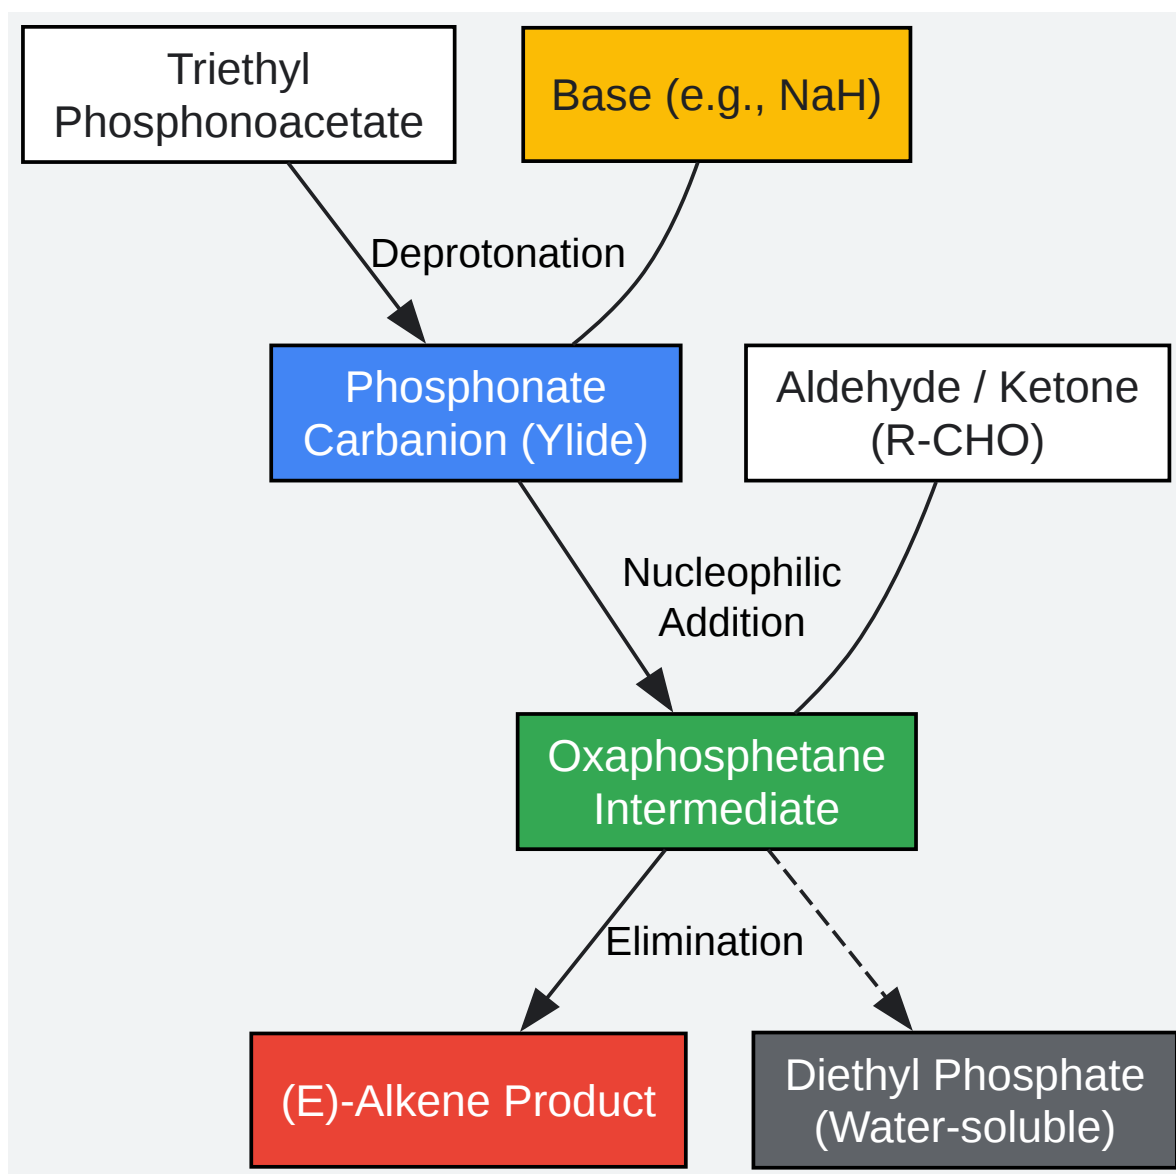 Triethyl
Phosphonoacetate
Base (e.g., NaH)
Deprotonation
Phosphonate
Carbanion (Ylide)
Aldehyde / Ketone
(R-CHO)
Nucleophilic
Addition
Oxaphosphetane
Intermediate
Elimination
(E)-Alkene Product
Diethyl Phosphate
(Water-soluble)